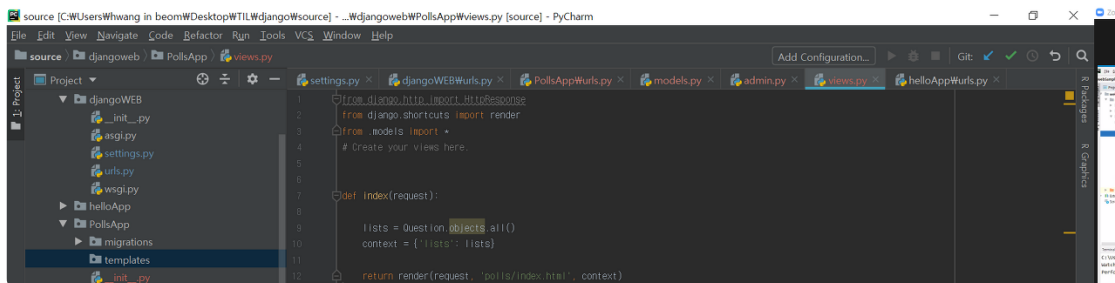 source [C:₩Users₩hwang in beom₩Desktop₩TIL₩django₩source] - ...₩djangoweb₩PollsApp₩views.py [source] - PyCharm
File Edit View Navigate Code Refactor Run Tools VCS Window Help
source djangoweb PollsApp views.py Add Configuration... Git:
1: Project
Project
settings.py djangoWEB₩urls.py PollsApp₩urls.py models.py admin.py views.py helloApp₩urls.py
djangoWEB
__init__.py
asgi.py
settings.py
urls.py
wsgi.py
helloApp
PollsApp
migrations
templates
__init__.py
1 from django.http import HttpResponse
2 from django.shortcuts import render
3 from .models import *
4 # Create your views here.
5
6
7 def index(request):
8
9 lists = Question.objects.all()
10 context = {'lists': lists}
11
12 return render(request, 'polls/index.html', context)
R Packages
R Graphics